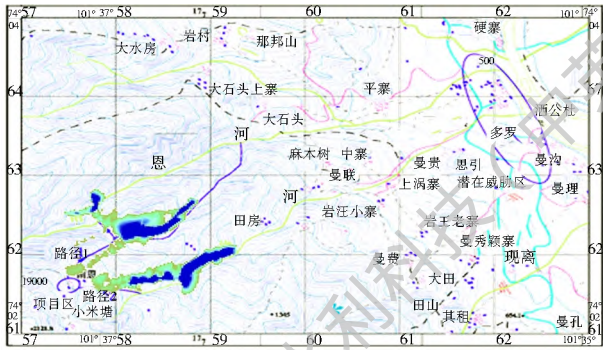 74° 57 101° 37' 58 59 60 61 62 101° 74°
04 04
硬寨
岩村
那邦山
大水房
500
大石头上寨 平寨
64
洒公杜
大石头
河
多罗
恩
麻木树 中寨
63 63
曼贵 恩引 曼沟
曼联
上涡寨 潜在威胁区 曼理
河
岩汪小寨
田房
岩王老寨
曼秀颖寨
62 62
路径1
曼费 现离
19000
大田
项目区 路径2
小米塘
田山
其租 曼孔
74° 02 74° 02
61 61
57 101° 37' 58 59 60 61 62 101°35"